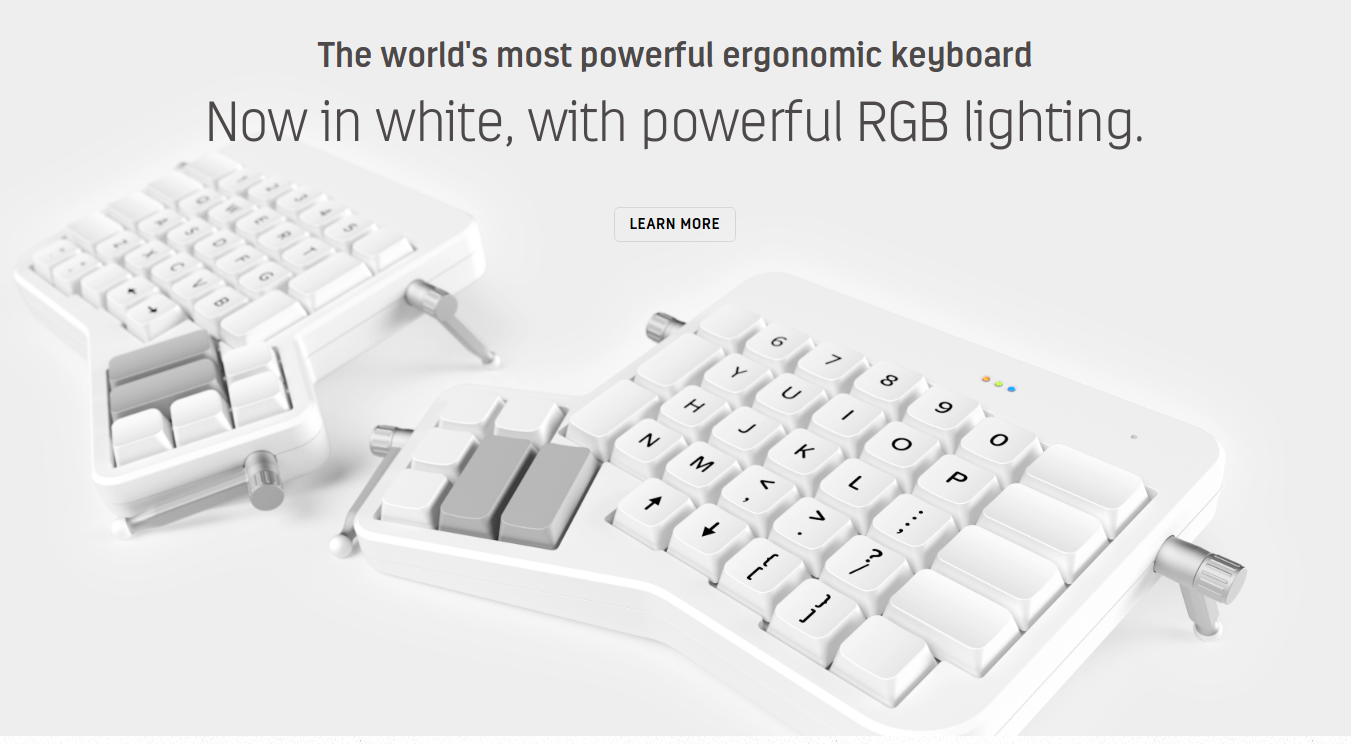 The world's most powerful ergonomic keyboard
Now in white, with powerful RGB lighting.
LEARN MORE
1 2 3 4 5
Q W E R T
A S D F G
Z X C V B
6 7 8 9 0
Y U I O P
H J K L ; :
N M , < . > / ?
[ {
] }